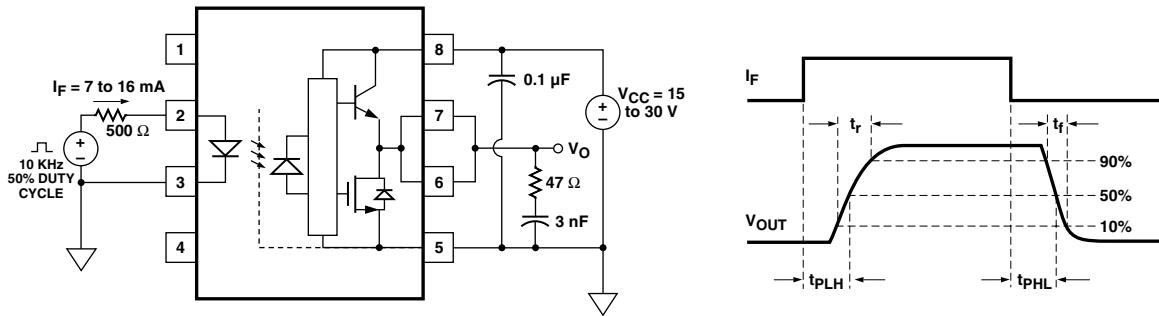 1
I_F = 7 to 16 mA
2
500 Ω
+
–
10 KHz
50% DUTY
CYCLE
3
4
8
0.1 µF
+
–
V_CC = 15
to 30 V
7
V_O
6
47 Ω
3 nF
5
I_F
t_r
t_f
90%
50%
V_OUT
10%
t_PLH
t_PHL